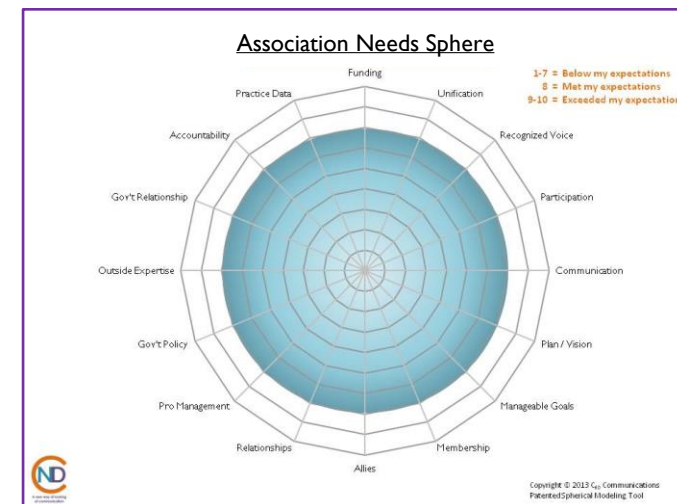 Association Needs Sphere
1-7 = Below my expectations
8 = Met my expectations
9-10 = Exceeded my expectation
Funding
Unification
Recognized Voice
Participation
Communication
Plan / Vision
Manageable Goals
Membership
Allies
Relationships
Pro Management
Gov't Policy
Outside Expertise
Gov't Relationship
Accountability
Practice Data
ND
Copyright © 2013 C60 Communications
Patented Spherical Modeling Tool